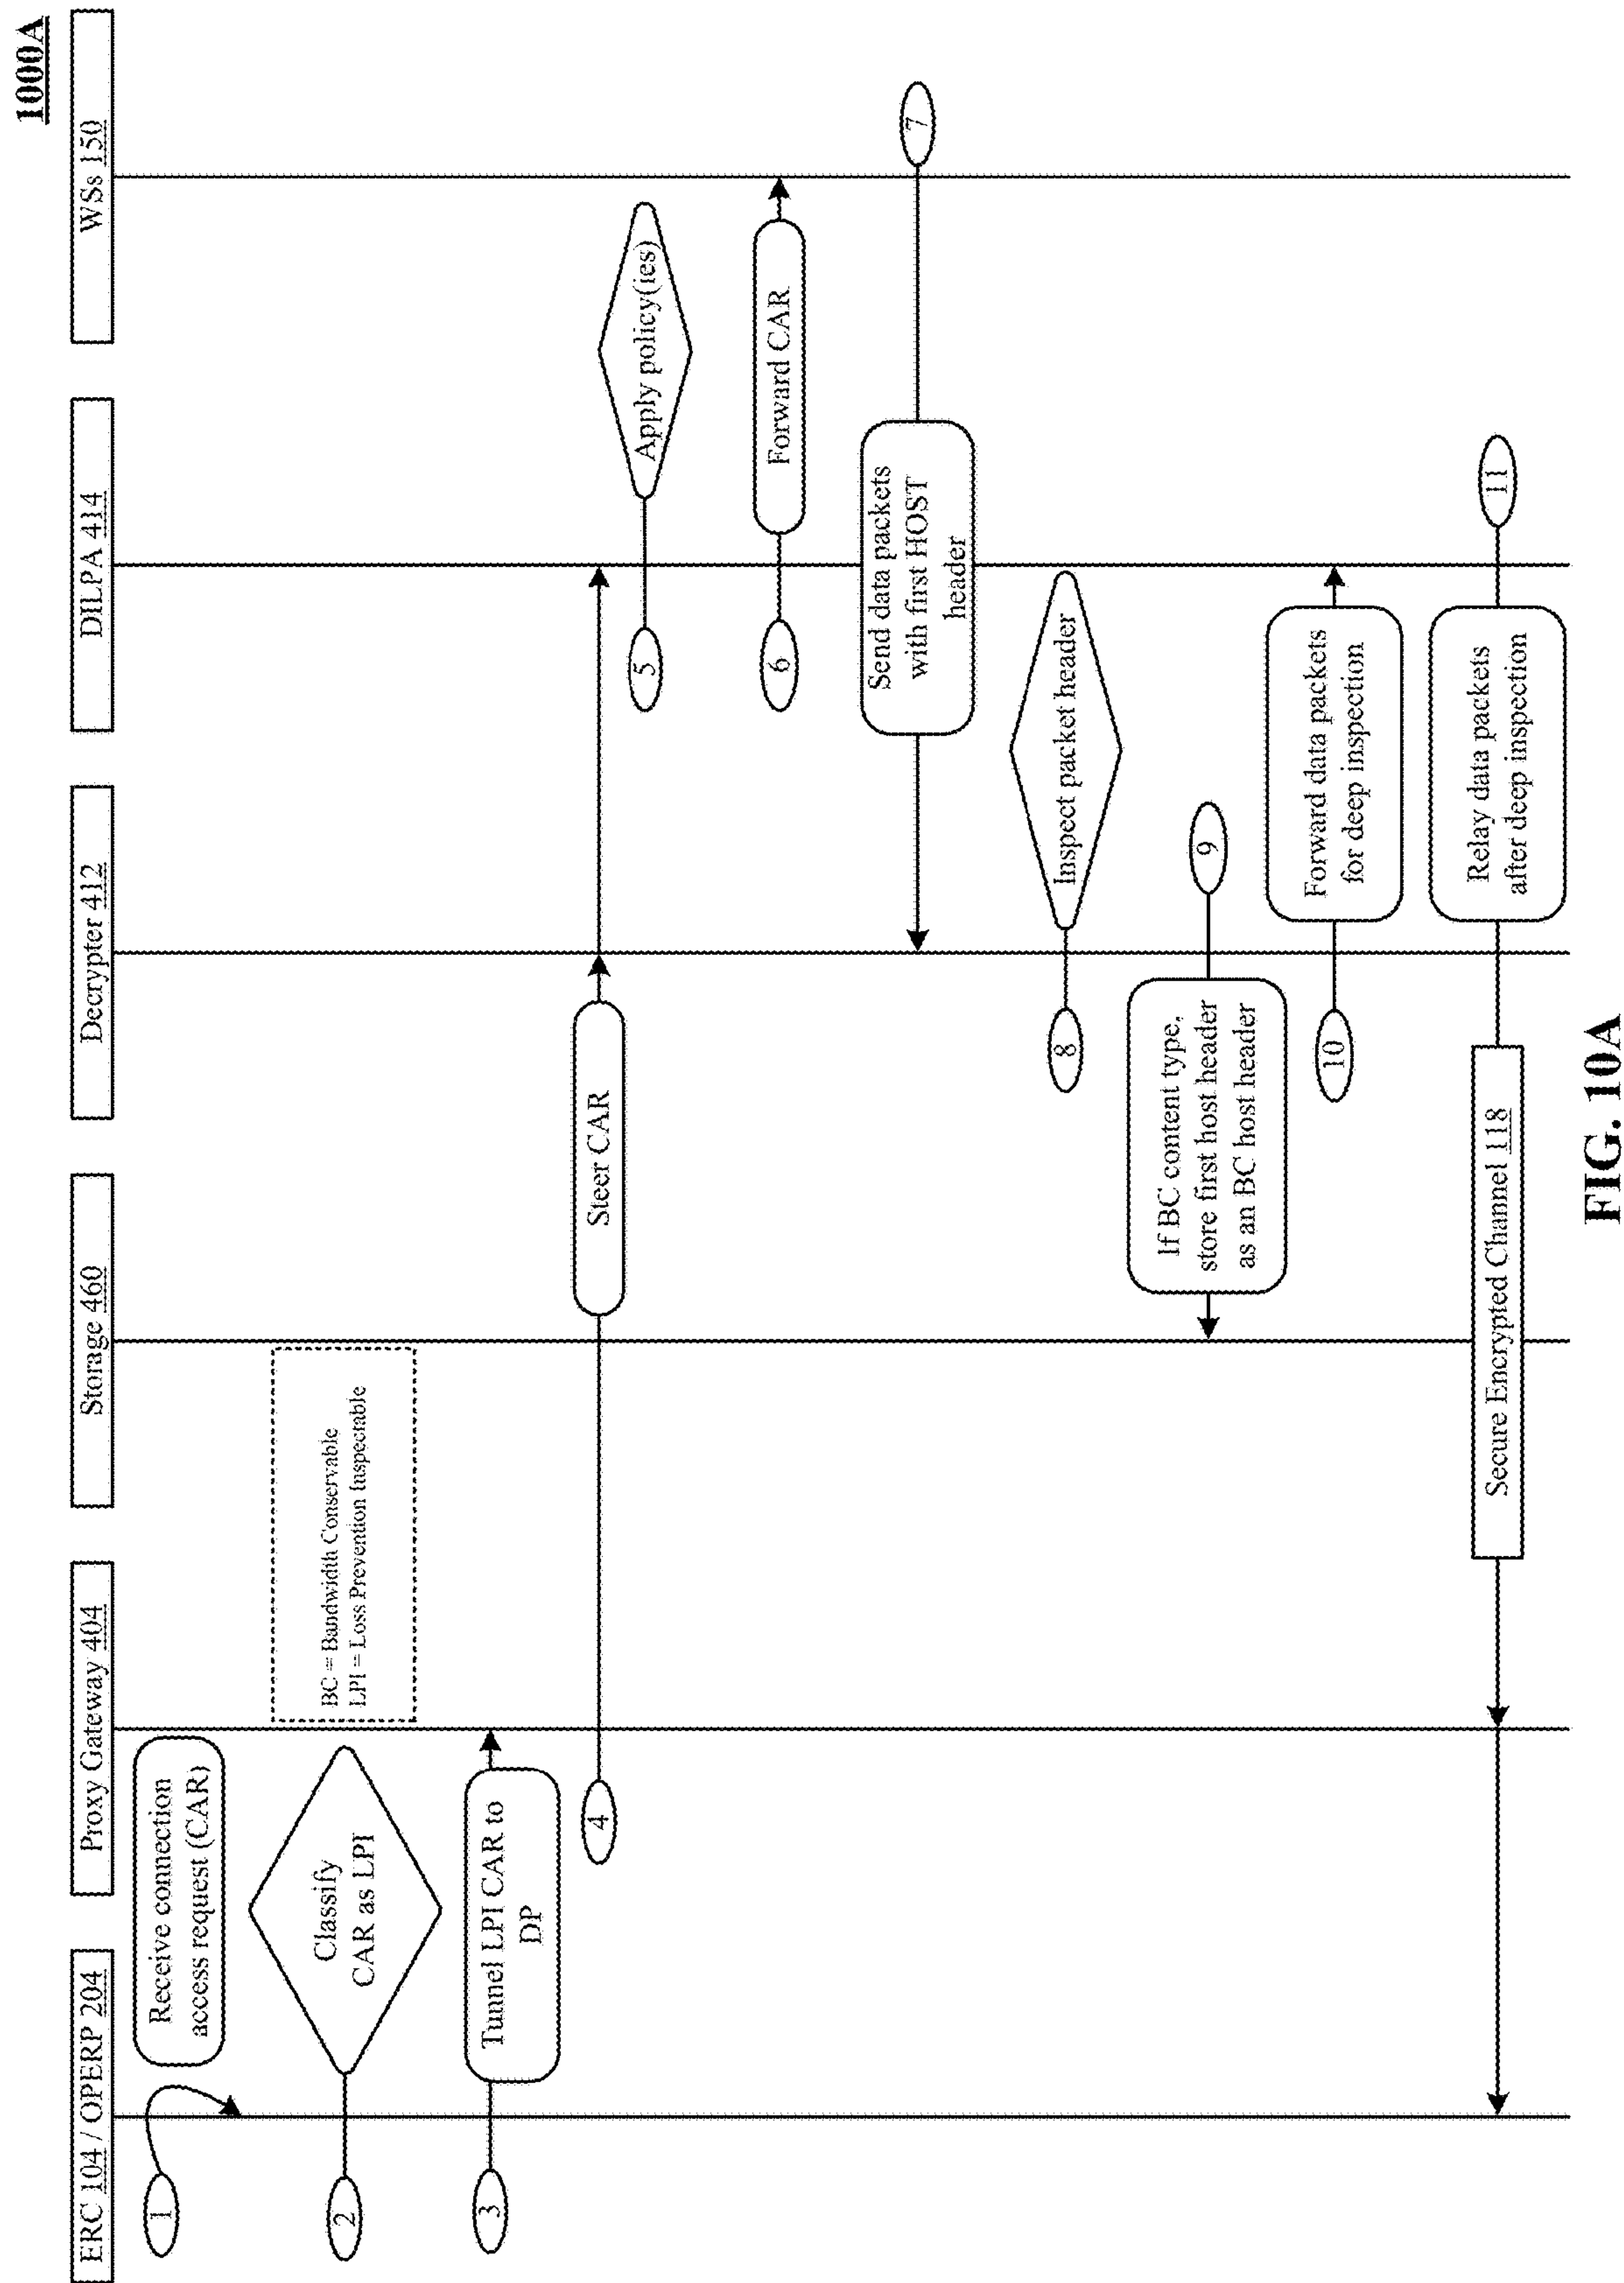 1000A
ERC 104 / OPERP 204
Proxy Gateway 404
Storage 460
Decrypter 412
DILPA 414
WSs 150
1
Receive connection
access request (CAR)
2
Classify
CAR as LPI
BC = Bandwidth Conservable
LPI = Loss Prevention Inspectable
3
Tunnel LPI CAR to
DP
4
Steer CAR
5
Apply policy(ies)
6
Forward CAR
7
Send data packets
with first HOST
header
8
Inspect packet header
9
If BC content type,
store first host header
as an BC host header
10
Forward data packets
for deep inspection
11
Relay data packets
after deep inspection
Secure Encrypted Channel 118
FIG. 10A